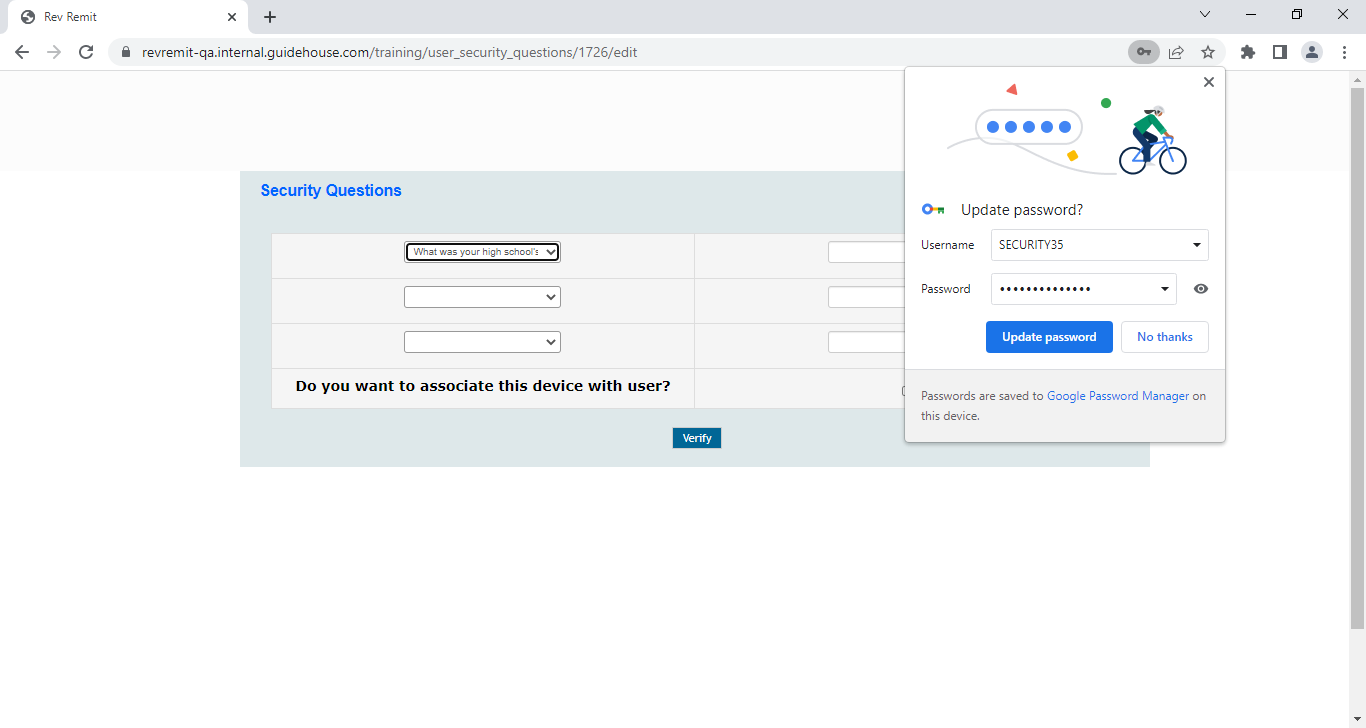 Rev Remit
revremit-qa.internal.guidehouse.com/training/user_security_questions/1726/edit
Security Questions
What was your high school's
Do you want to associate this device with user?
Verify
Update password?
Username SECURITY35
Password ••••••••••••••
Update password No thanks
Passwords are saved to Google Password Manager on
this device.